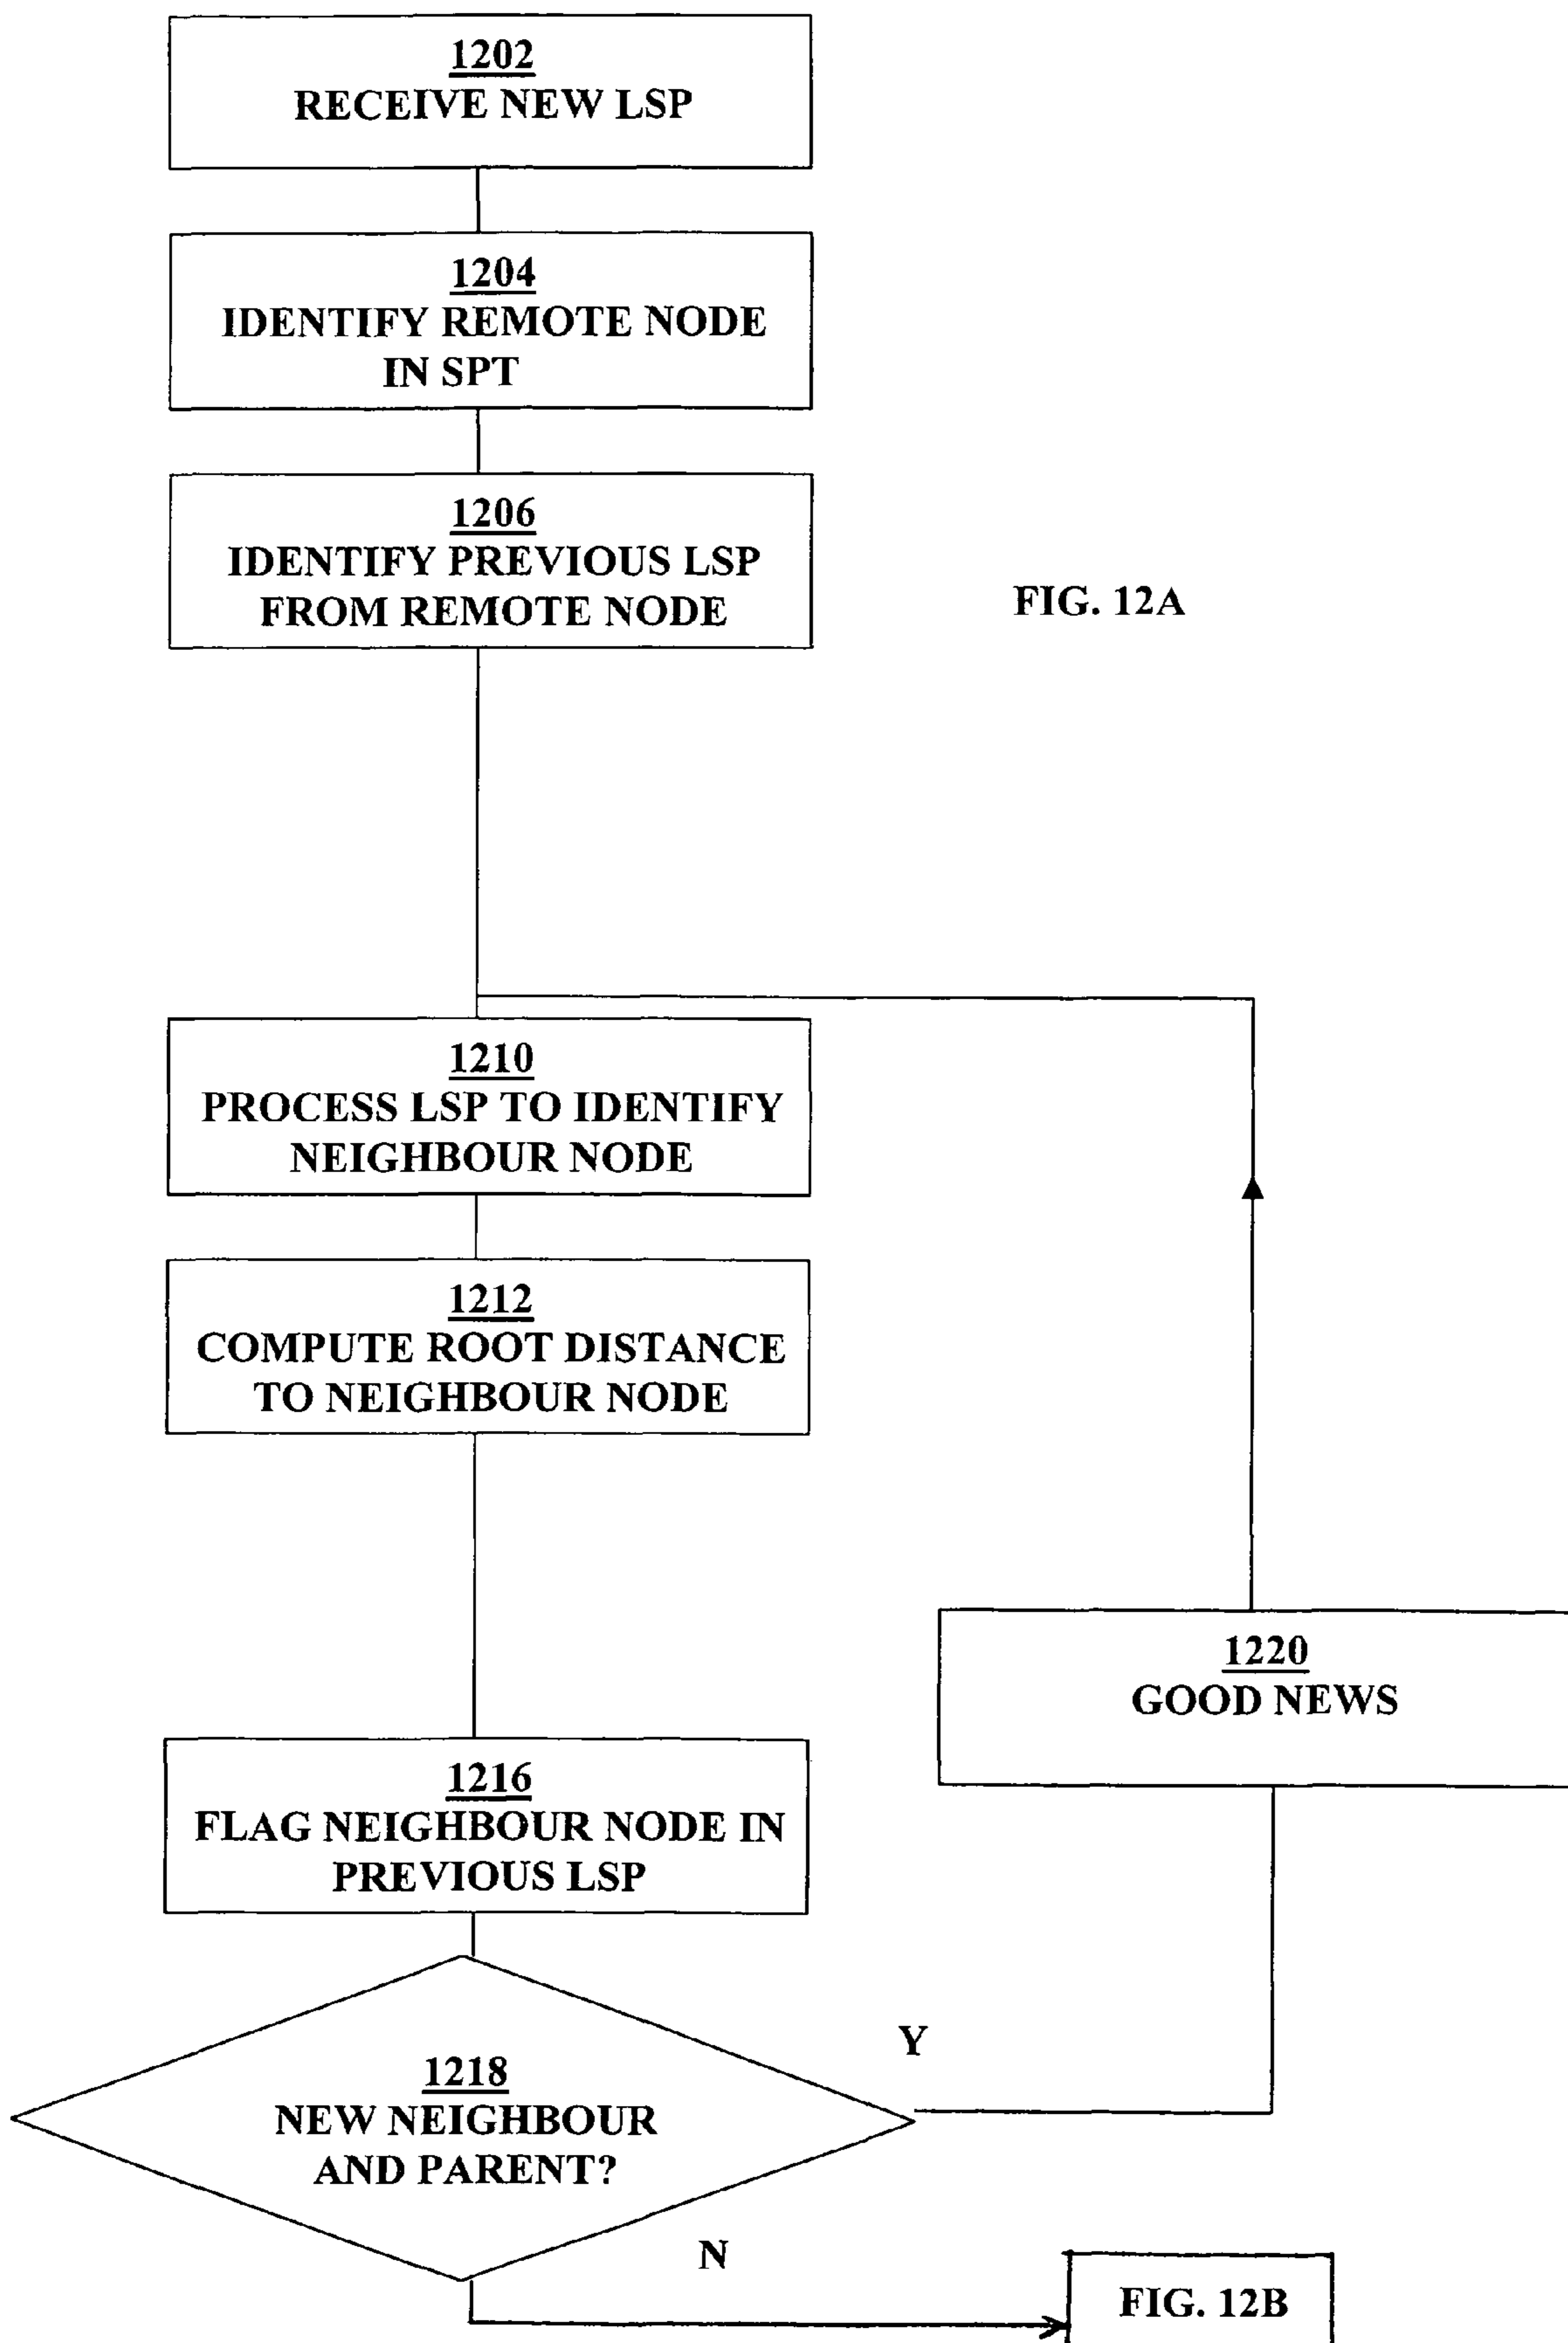 1202
RECEIVE NEW LSP
1204
IDENTIFY REMOTE NODE
IN SPT
1206
IDENTIFY PREVIOUS LSP
FROM REMOTE NODE
FIG. 12A
1210
PROCESS LSP TO IDENTIFY
NEIGHBOUR NODE
1212
COMPUTE ROOT DISTANCE
TO NEIGHBOUR NODE
1220
GOOD NEWS
1216
FLAG NEIGHBOUR NODE IN
PREVIOUS LSP
Y
1218
NEW NEIGHBOUR
AND PARENT?
N
FIG. 12B